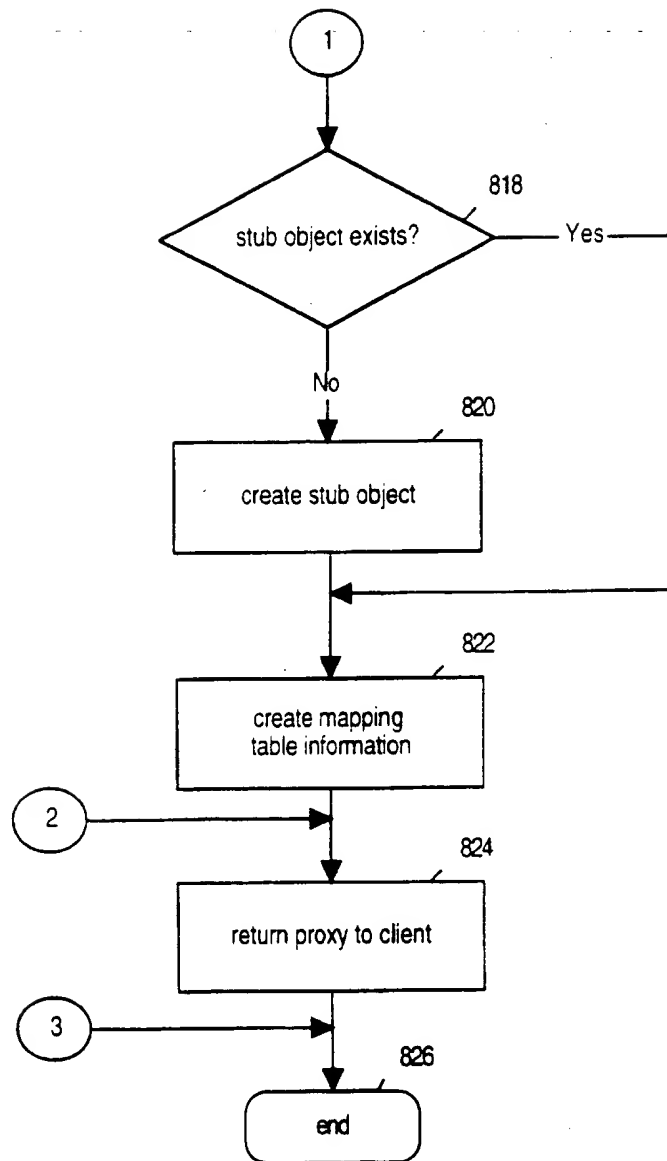 1
818
stub object exists?
Yes
No
820
create stub object
822
create mapping
table information
2
824
return proxy to client
3
826
end